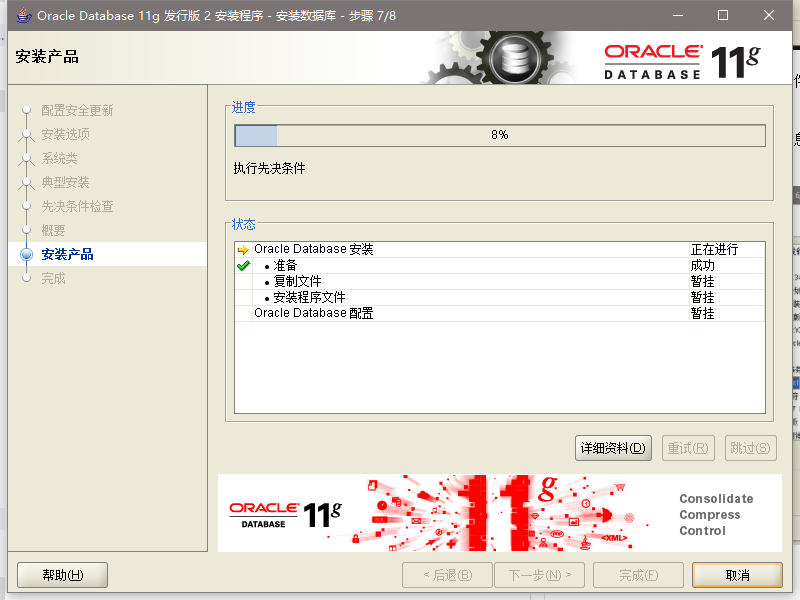 Oracle Database 11g 发行版 2 安装程序 - 安装数据库 - 步骤 7/8
安装产品
ORACLE
DATABASE
11g
配置安全更新
安装选项
系统类
典型安装
先决条件检查
概要
安装产品
完成
进度
8%
执行先决条件
状态
Oracle Database 安装 正在进行
• 准备 成功
• 复制文件 暂挂
• 安装程序文件 暂挂
Oracle Database 配置 暂挂
详细资料(D) 重试(R) 跳过(S)
ORACLE
DATABASE
11g
11g
<XML>
Consolidate
Compress
Control
帮助(H) < 后退(B) 下一步(N) > 完成(F) 取消